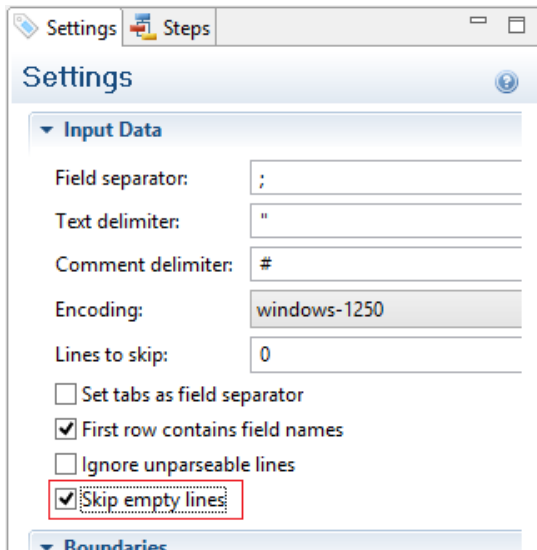 Settings Steps
Settings
Input Data
Field separator: ;
Text delimiter: "
Comment delimiter: #
Encoding: windows-1250
Lines to skip: 0
Set tabs as field separator
First row contains field names
Ignore unparseable lines
Skip empty lines
Boundaries